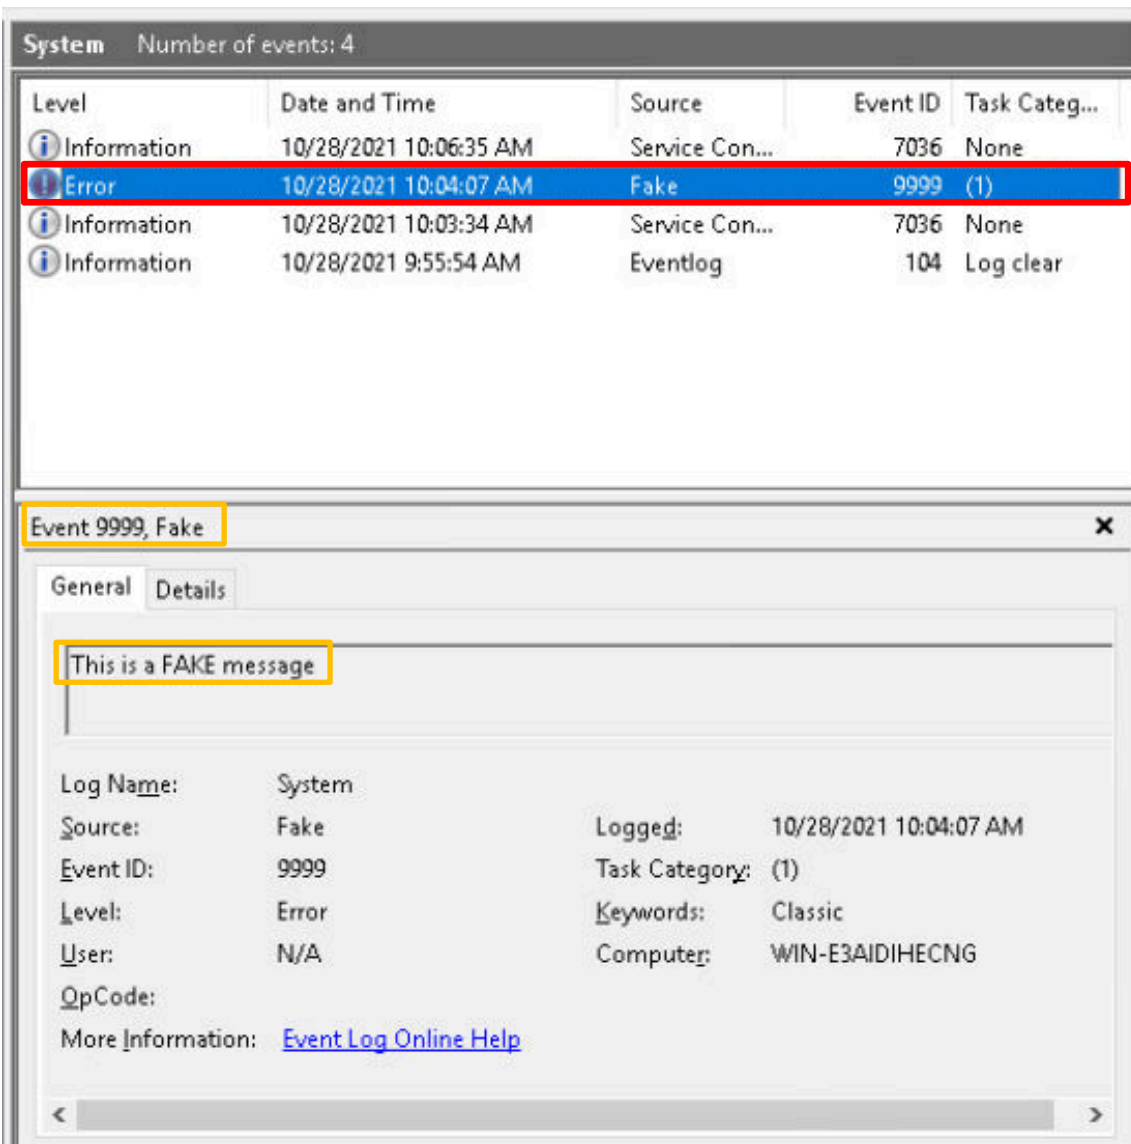 System Number of events: 4
Level Date and Time Source Event ID Task Categ...
Information 10/28/2021 10:06:35 AM Service Con... 7036 None
Error 10/28/2021 10:04:07 AM Fake 9999 (1)
Information 10/28/2021 10:03:34 AM Service Con... 7036 None
Information 10/28/2021 9:55:54 AM Eventlog 104 Log clear
Event 9999, Fake
General Details
This is a FAKE message
Log Name: System
Source: Fake Logged: 10/28/2021 10:04:07 AM
Event ID: 9999 Task Category: (1)
Level: Error Keywords: Classic
User: N/A Computer: WIN-E3AIDIHECNG
OpCode:
More Information: Event Log Online Help